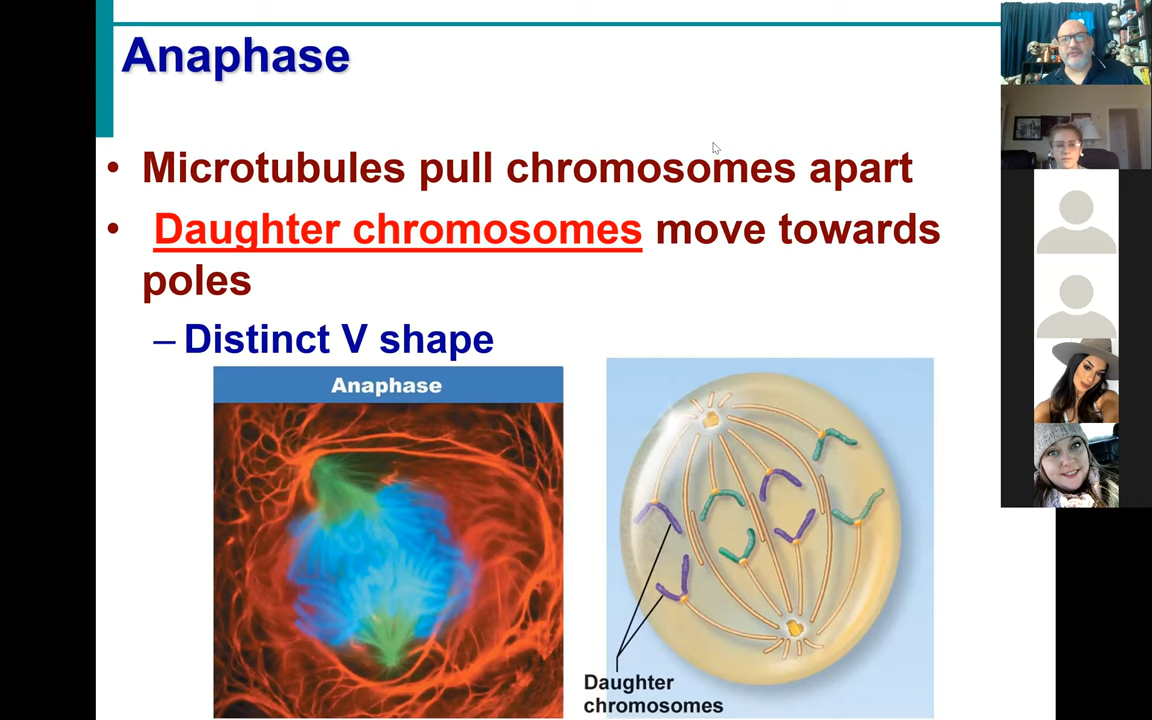 Anaphase
• Microtubules pull chromosomes apart
• Daughter chromosomes move towards
poles
– Distinct V shape
Anaphase
Daughter
chromosomes